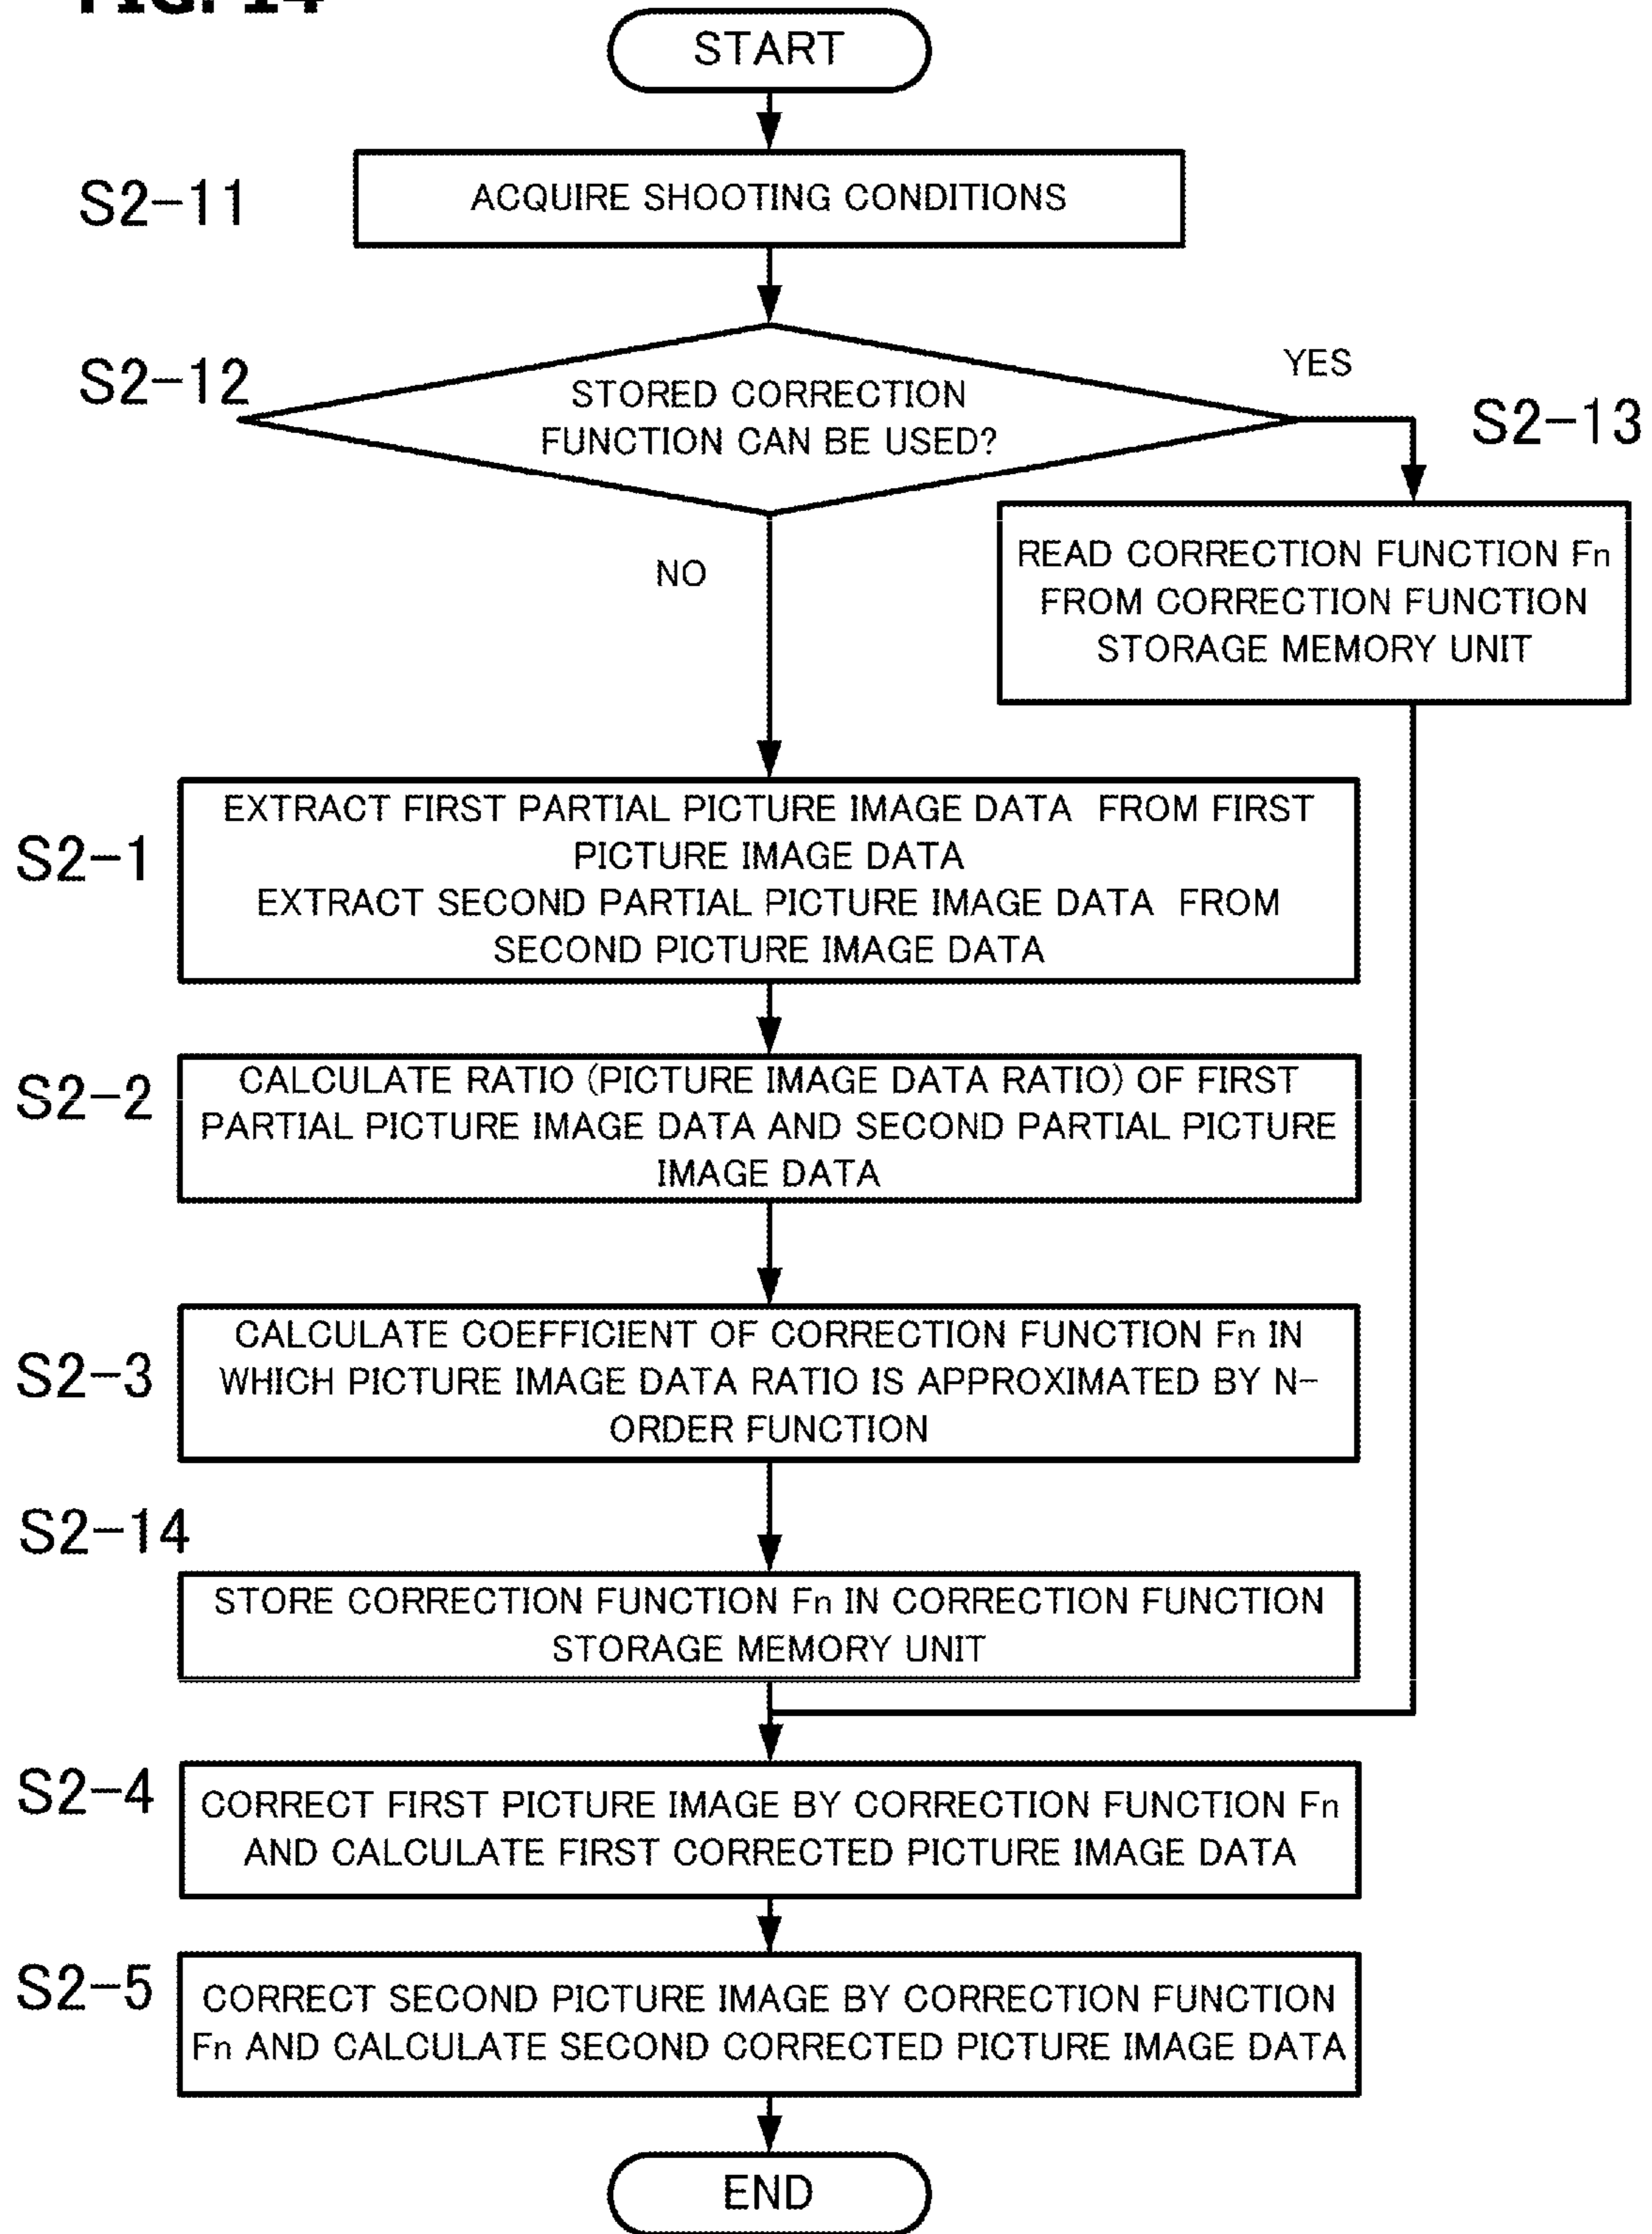 FIG. 14
START
S2-11
ACQUIRE SHOOTING CONDITIONS
S2-12
STORED CORRECTION
FUNCTION CAN BE USED?
YES
S2-13
NO
READ CORRECTION FUNCTION Fn
FROM CORRECTION FUNCTION
STORAGE MEMORY UNIT
S2-1
EXTRACT FIRST PARTIAL PICTURE IMAGE DATA FROM FIRST
PICTURE IMAGE DATA
EXTRACT SECOND PARTIAL PICTURE IMAGE DATA FROM
SECOND PICTURE IMAGE DATA
S2-2
CALCULATE RATIO (PICTURE IMAGE DATA RATIO) OF FIRST
PARTIAL PICTURE IMAGE DATA AND SECOND PARTIAL PICTURE
IMAGE DATA
S2-3
CALCULATE COEFFICIENT OF CORRECTION FUNCTION Fn IN
WHICH PICTURE IMAGE DATA RATIO IS APPROXIMATED BY N-
ORDER FUNCTION
S2-14
STORE CORRECTION FUNCTION Fn IN CORRECTION FUNCTION
STORAGE MEMORY UNIT
S2-4
CORRECT FIRST PICTURE IMAGE BY CORRECTION FUNCTION Fn
AND CALCULATE FIRST CORRECTED PICTURE IMAGE DATA
S2-5
CORRECT SECOND PICTURE IMAGE BY CORRECTION FUNCTION
Fn AND CALCULATE SECOND CORRECTED PICTURE IMAGE DATA
END